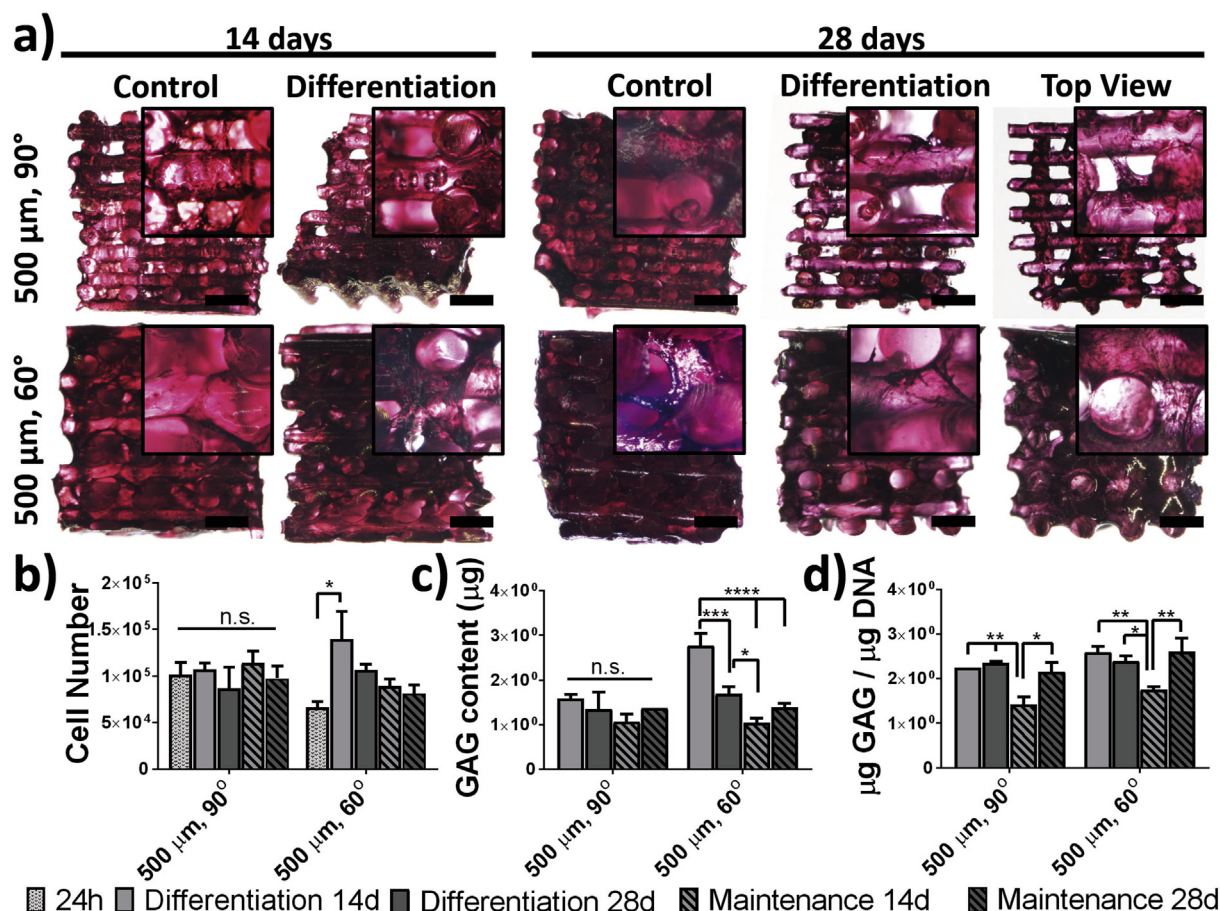 a)
14 days
28 days
Control
Differentiation
Control
Differentiation
Top View
500 µm, 90°
500 µm, 60°
b)
Cell Number
2×10⁵
2×10⁵
1×10⁵
5×10⁴
0
n.s.
*
500 µm, 90°
500 µm, 60°
c)
GAG content (µg)
4×10⁰
3×10⁰
2×10⁰
1×10⁰
0
n.s.
****
***
*
500 µm, 90°
500 µm, 60°
d)
µg GAG / µg DNA
4×10⁰
3×10⁰
2×10⁰
1×10⁰
0
**
*
**
*
**
500 µm, 90°
500 µm, 60°
24h
Differentiation 14d
Differentiation 28d
Maintenance 14d
Maintenance 28d